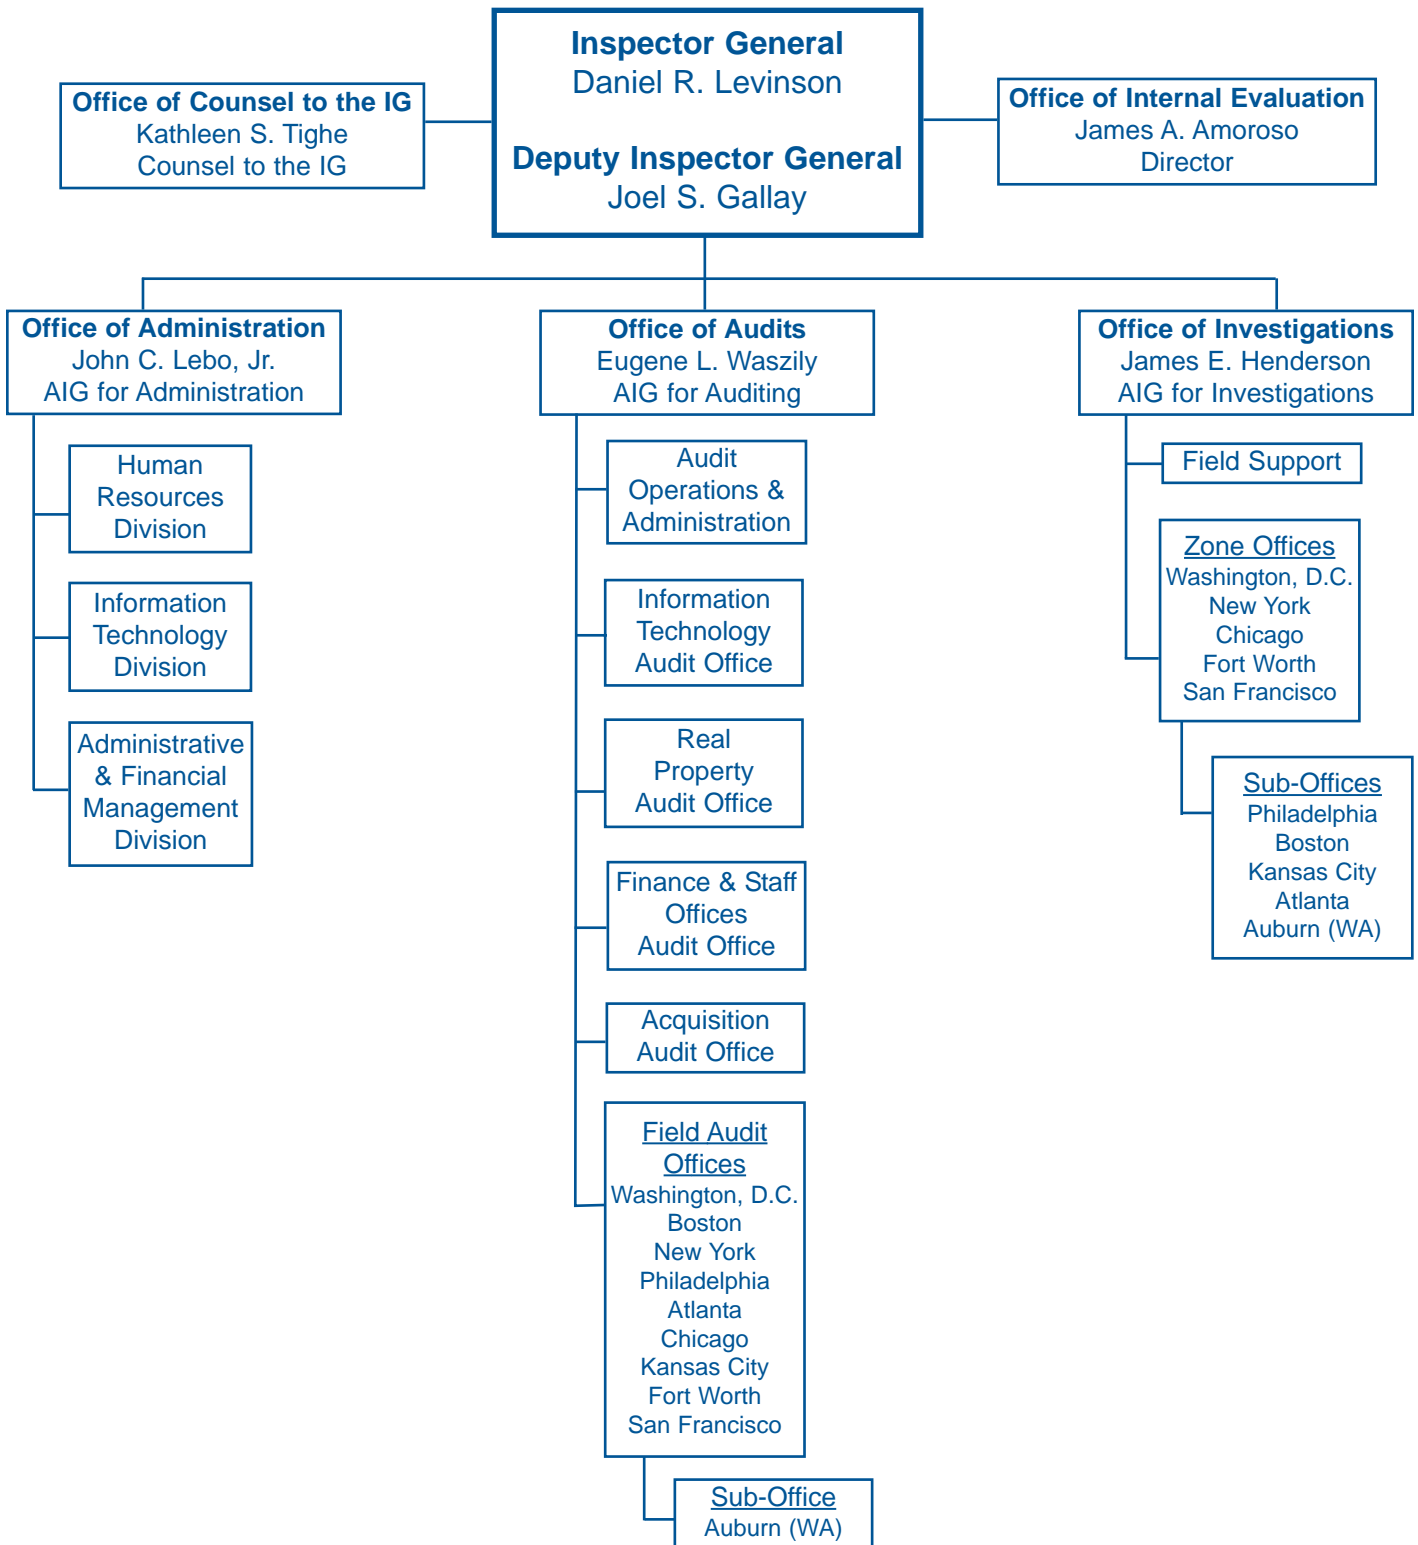 Inspector General
Daniel R. Levinson
Deputy Inspector General
Joel S. Gallay
Office of Counsel to the IG
Kathleen S. Tighe
Counsel to the IG
Office of Internal Evaluation
James A. Amoroso
Director
Office of Administration
John C. Lebo, Jr.
AIG for Administration
Human
Resources
Division
Information
Technology
Division
Administrative
& Financial
Management
Division
Office of Audits
Eugene L. Waszily
AIG for Auditing
Audit
Operations &
Administration
Information
Technology
Audit Office
Real
Property
Audit Office
Finance & Staff
Offices
Audit Office
Acquisition
Audit Office
Field Audit
Offices
Washington, D.C.
Boston
New York
Philadelphia
Atlanta
Chicago
Kansas City
Fort Worth
San Francisco
Sub-Office
Auburn (WA)
Office of Investigations
James E. Henderson
AIG for Investigations
Field Support
Zone Offices
Washington, D.C.
New York
Chicago
Fort Worth
San Francisco
Sub-Offices
Philadelphia
Boston
Kansas City
Atlanta
Auburn (WA)